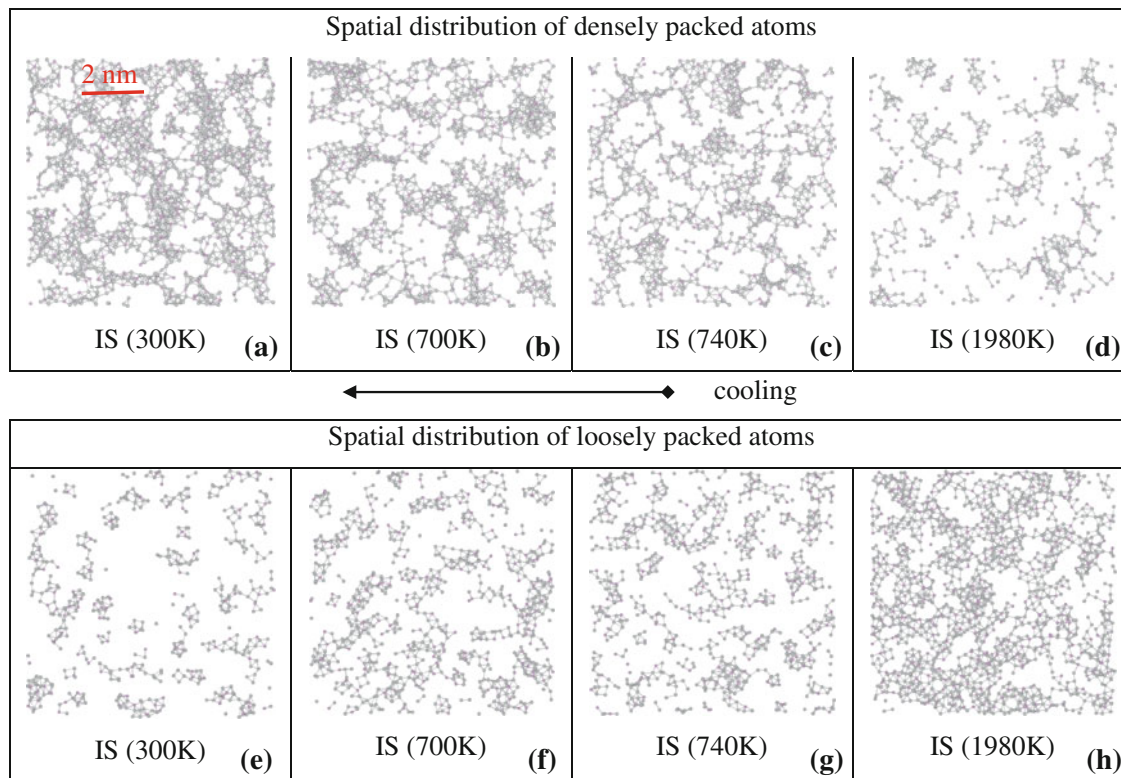 Spatial distribution of densely packed atoms
2 nm
IS (300K) (a) IS (700K) (b) IS (740K) (c) IS (1980K) (d)
cooling
Spatial distribution of loosely packed atoms
IS (300K) (e) IS (700K) (f) IS (740K) (g) IS (1980K) (h)